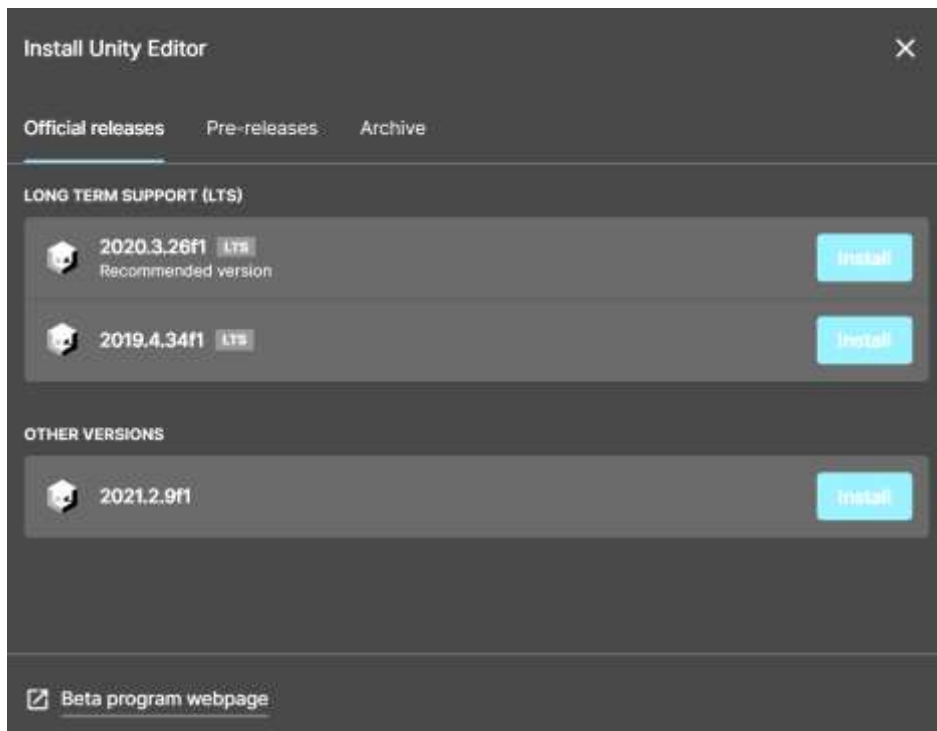 Install Unity Editor
Official releases Pre-releases Archive
LONG TERM SUPPORT (LTS)
2020.3.26f1 LTS
Recommended version
Install
2019.4.34f1 LTS
Install
OTHER VERSIONS
2021.2.9f1
Install
Beta program webpage